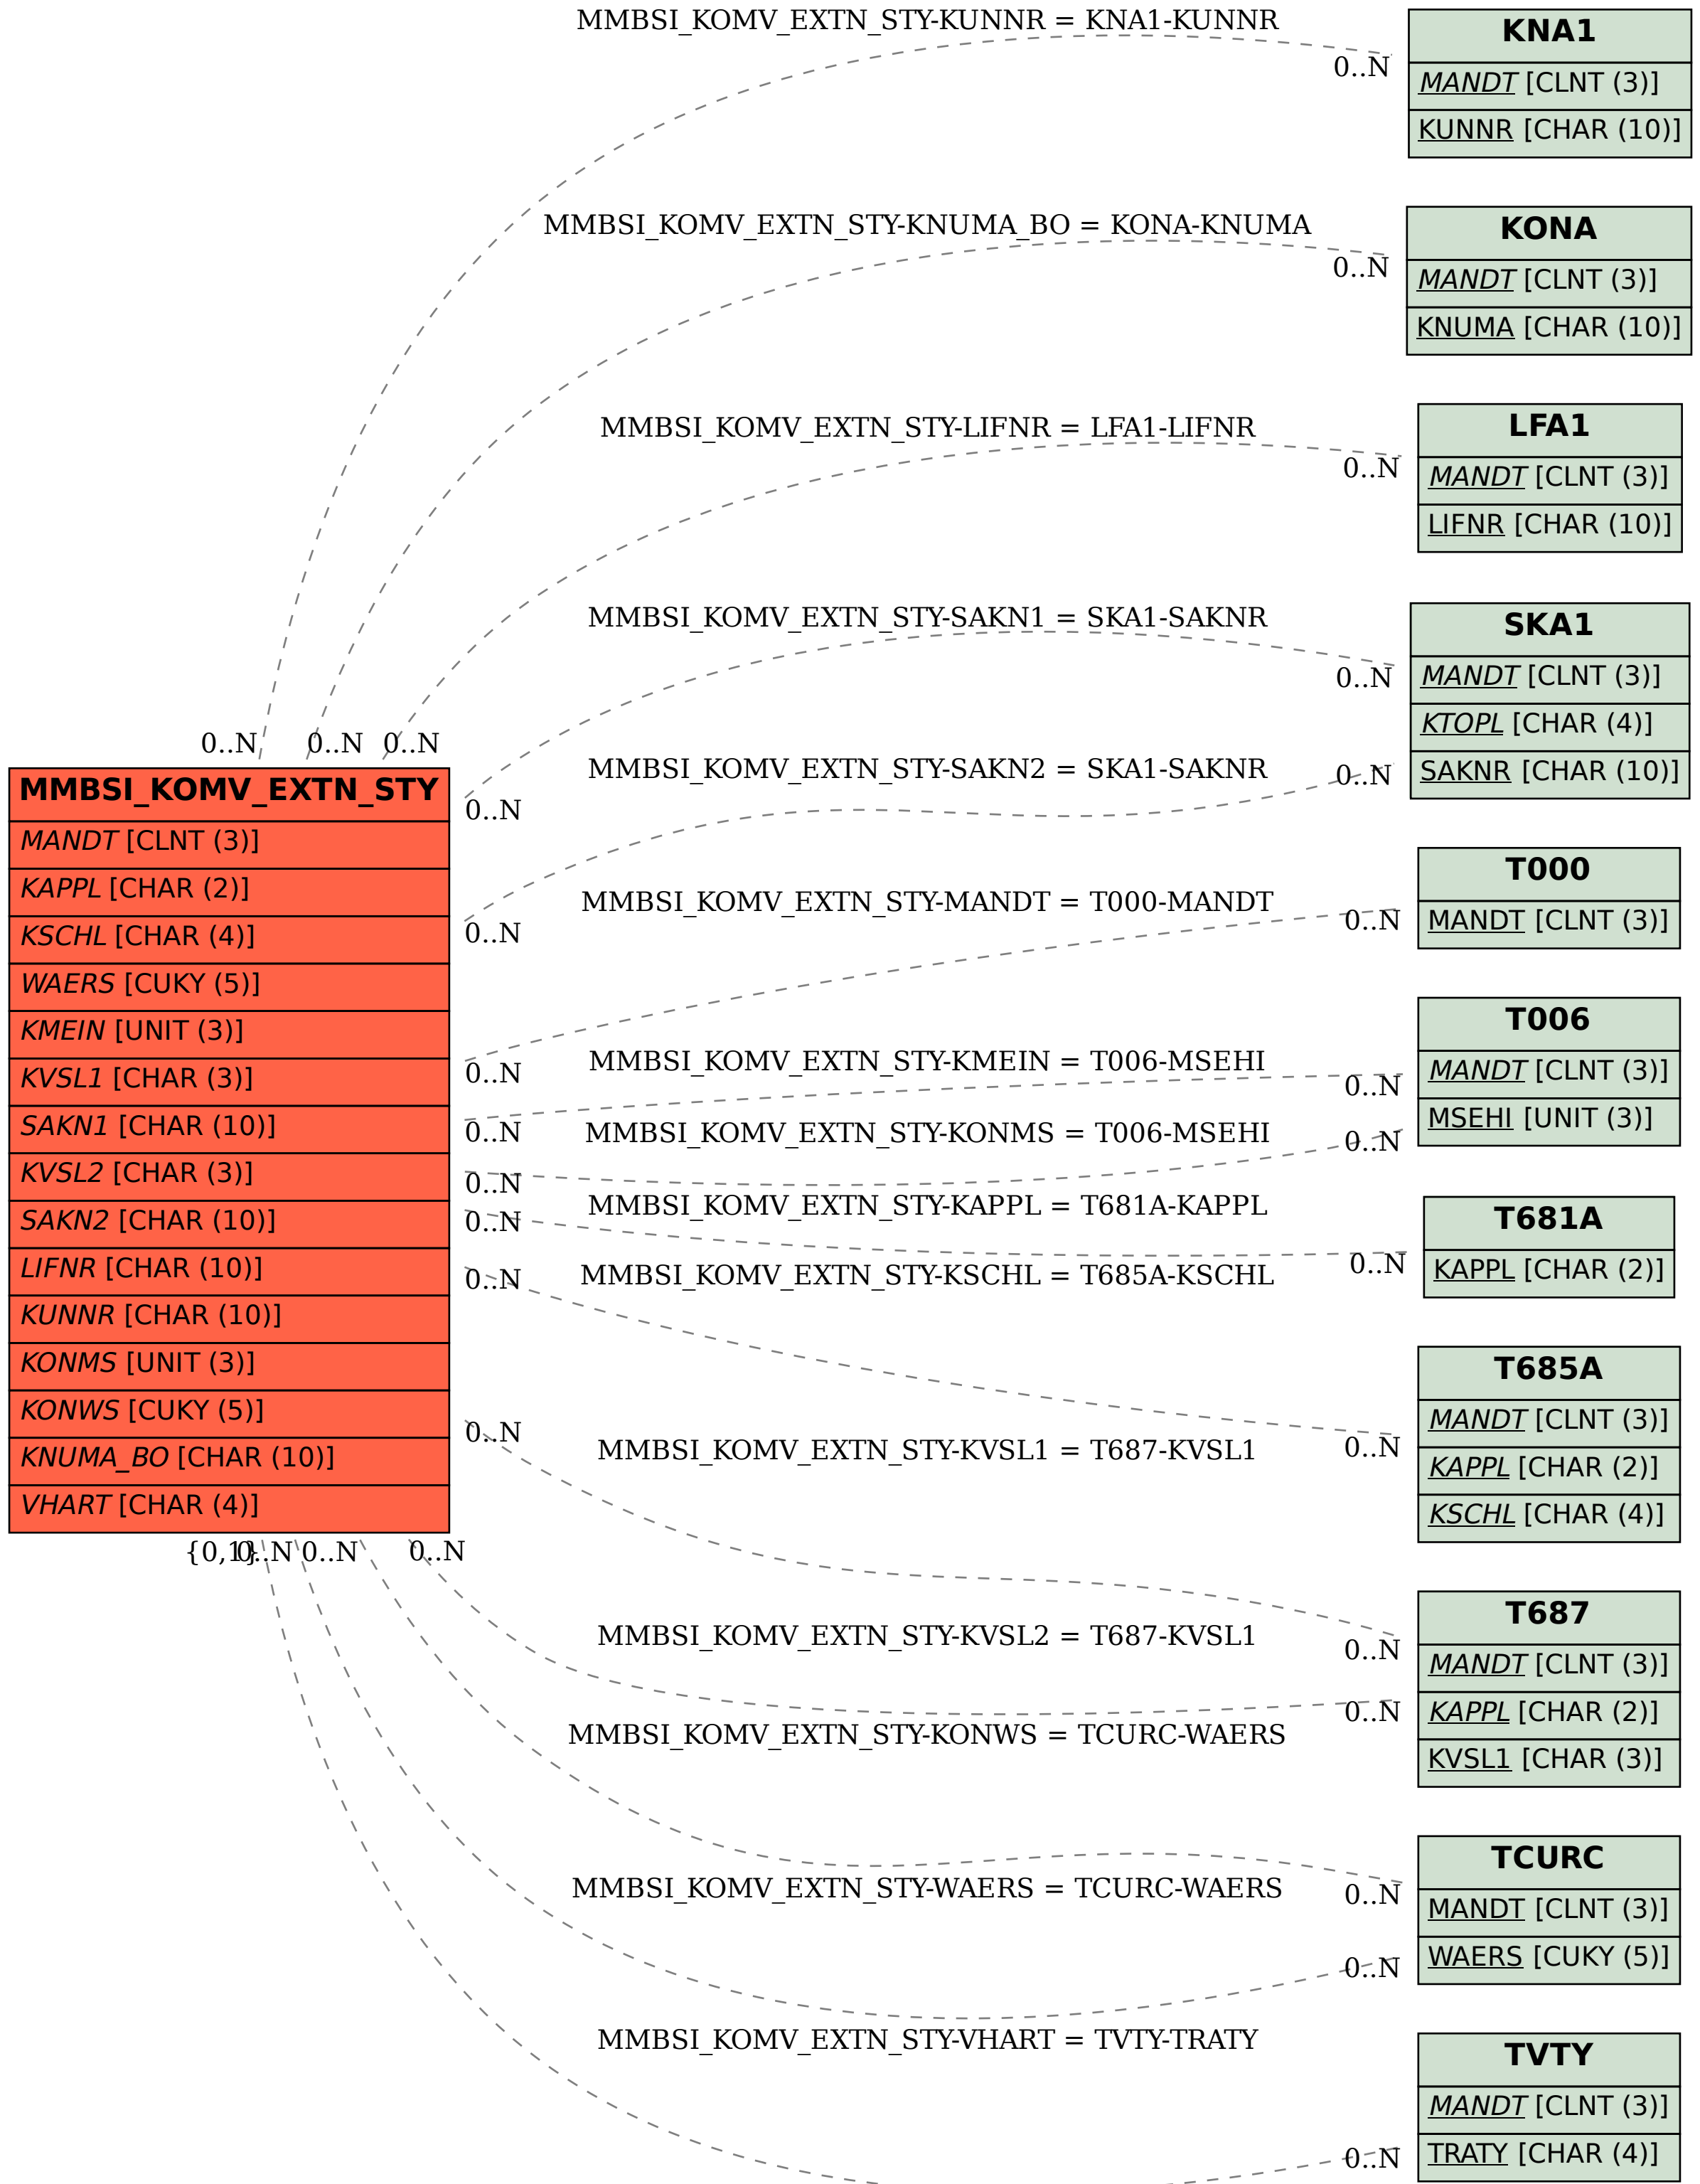 MMBSI_KOMV_EXTN_STY-KUNNR = KNA1-KUNNR
0..N
KNA1
MANDT [CLNT (3)]
KUNNR [CHAR (10)]
MMBSI_KOMV_EXTN_STY-KNUMA_BO = KONA-KNUMA
0..N
KONA
MANDT [CLNT (3)]
KNUMA [CHAR (10)]
MMBSI_KOMV_EXTN_STY-LIFNR = LFA1-LIFNR
0..N
LFA1
MANDT [CLNT (3)]
LIFNR [CHAR (10)]
MMBSI_KOMV_EXTN_STY-SAKN1 = SKA1-SAKNR
0..N
MMBSI_KOMV_EXTN_STY-SAKN2 = SKA1-SAKNR
0..N
SKA1
MANDT [CLNT (3)]
KTOPL [CHAR (4)]
SAKNR [CHAR (10)]
0..N 0..N 0..N
MMBSI_KOMV_EXTN_STY
MANDT [CLNT (3)]
KAPPL [CHAR (2)]
KSCHL [CHAR (4)]
WAERS [CUKY (5)]
KMEIN [UNIT (3)]
KVSL1 [CHAR (3)]
SAKN1 [CHAR (10)]
KVSL2 [CHAR (3)]
SAKN2 [CHAR (10)]
LIFNR [CHAR (10)]
KUNNR [CHAR (10)]
KONMS [UNIT (3)]
KONWS [CUKY (5)]
KNUMA_BO [CHAR (10)]
VHART [CHAR (4)]
0..N
0..N
0..N
0..N
0..N
0..N
0..N
0..N
{0,1} 0..N 0..N 0..N
MMBSI_KOMV_EXTN_STY-MANDT = T000-MANDT
0..N
T000
MANDT [CLNT (3)]
MMBSI_KOMV_EXTN_STY-KMEIN = T006-MSEHI
0..N
MMBSI_KOMV_EXTN_STY-KONMS = T006-MSEHI
0..N
T006
MANDT [CLNT (3)]
MSEHI [UNIT (3)]
MMBSI_KOMV_EXTN_STY-KAPPL = T681A-KAPPL
0..N
T681A
KAPPL [CHAR (2)]
MMBSI_KOMV_EXTN_STY-KSCHL = T685A-KSCHL
0..N
T685A
MANDT [CLNT (3)]
KAPPL [CHAR (2)]
KSCHL [CHAR (4)]
MMBSI_KOMV_EXTN_STY-KVSL1 = T687-KVSL1
0..N
MMBSI_KOMV_EXTN_STY-KVSL2 = T687-KVSL1
0..N
T687
MANDT [CLNT (3)]
KAPPL [CHAR (2)]
KVSL1 [CHAR (3)]
MMBSI_KOMV_EXTN_STY-KONWS = TCURC-WAERS
0..N
MMBSI_KOMV_EXTN_STY-WAERS = TCURC-WAERS
0..N
TCURC
MANDT [CLNT (3)]
WAERS [CUKY (5)]
MMBSI_KOMV_EXTN_STY-VHART = TVTY-TRATY
0..N
TVTY
MANDT [CLNT (3)]
TRATY [CHAR (4)]